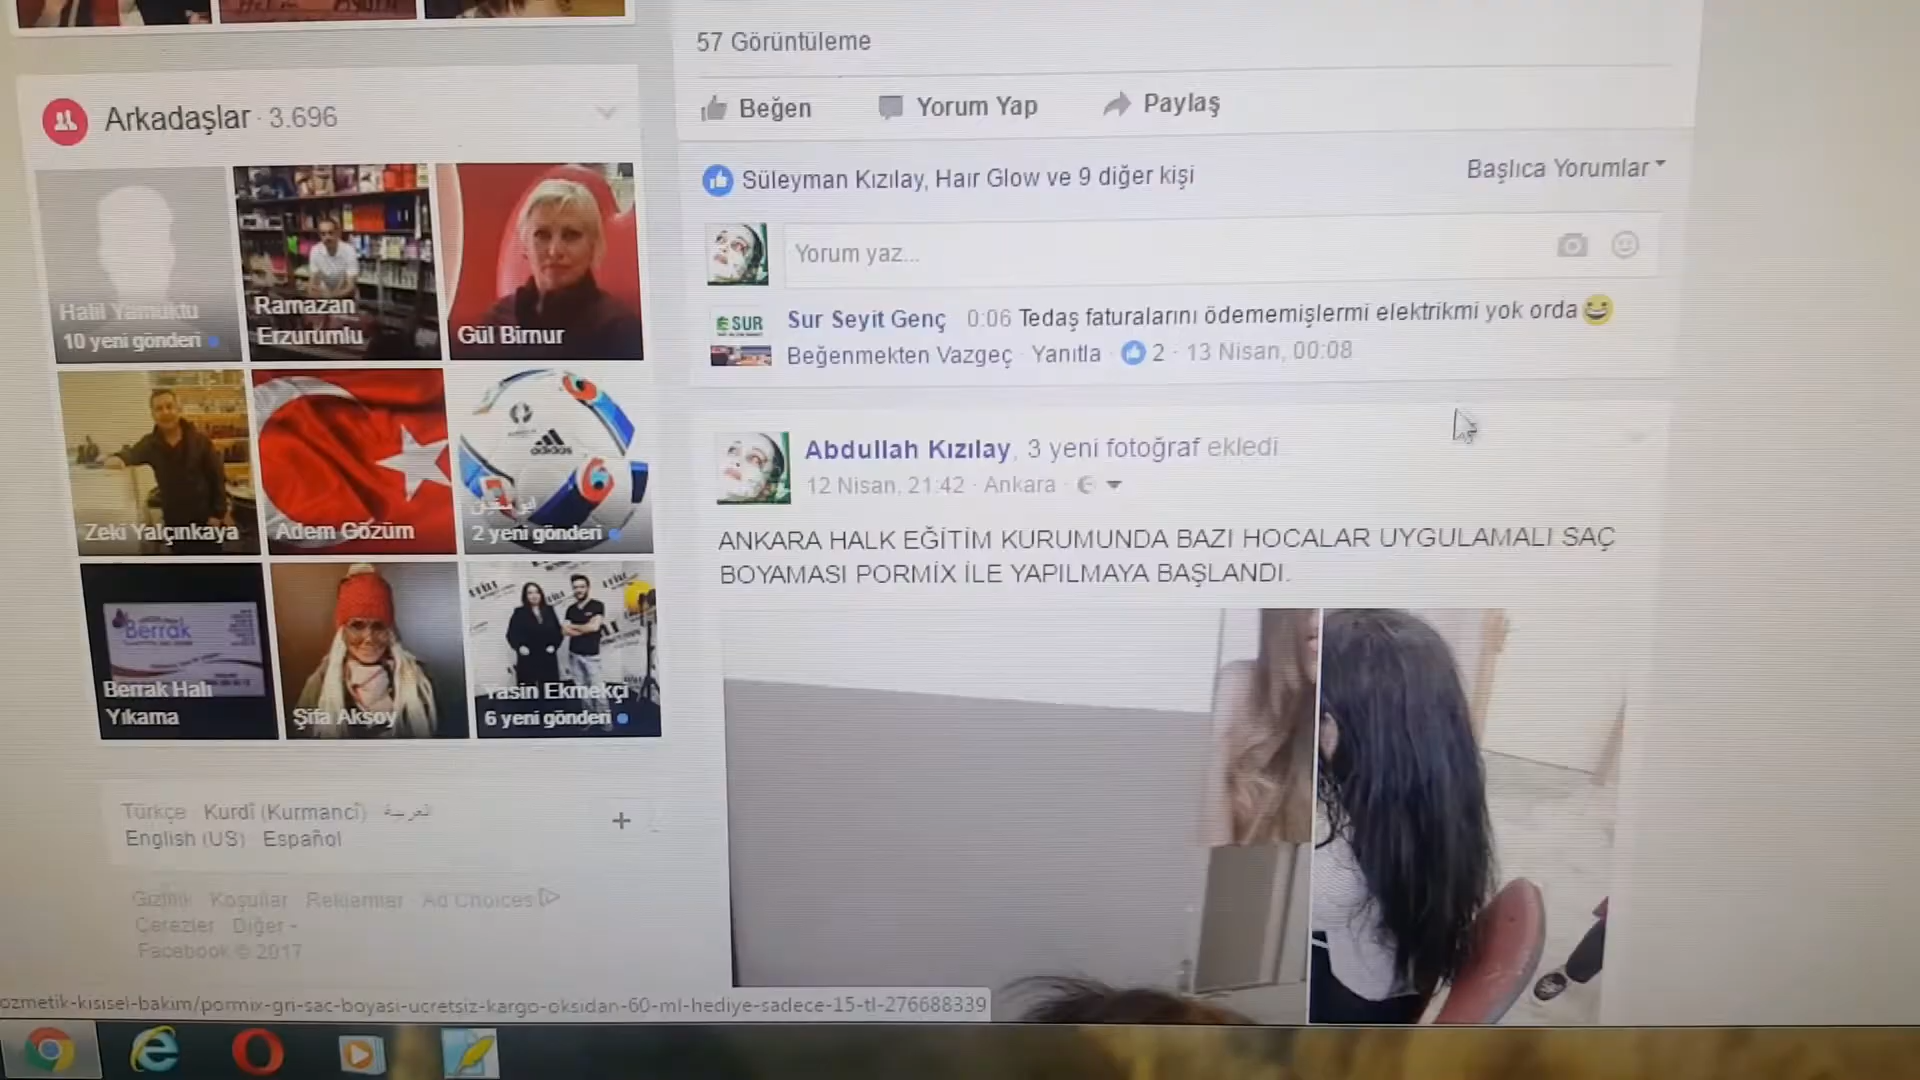 57 Görüntüleme
Beğen Yorum Yap Paylaş
Süleyman Kızılay, Haır Glow ve 9 diğer kişi
Başlıca Yorumlar
Yorum yaz...
Sur Seyit Genç 0:06 Tedaş faturalarını ödememişlermi elektrikmi yok orda
Beğenmekten Vazgeç · Yanıtla · 2 · 13 Nisan, 00:08
SUR
Abdullah Kızılay, 3 yeni fotoğraf ekledi
12 Nisan, 21:42 · Ankara
ANKARA HALK EĞİTİM KURUMUNDA BAZI HOCALAR UYGULAMALI SAÇ
BOYAMASI PORMİX İLE YAPILMAYA BAŞLANDI.
Arkadaşlar · 3.696
Halil Yamuktu
10 yeni gönderi
Ramazan
Erzurumlu
Gül Birnur
Zeki Yalçınkaya
Adem Gözüm
adidas
2 yeni gönderi
Berrak
Berrak Halı
Yıkama
Şifa Aksoy
Yasin Ekmekçi
6 yeni gönderi
Türkçe Kurdî (Kurmancî) العربية
English (US) Español
Gizlilik Koşullar Reklamlar Ad Choices
Çerezler Diğer
Facebook © 2017
ozmetik-kisisel-bakim/pormix-gri-sac-boyasi-ucretsiz-kargo-oksidan-60-ml-hediye-sadece-15-tl-276688339